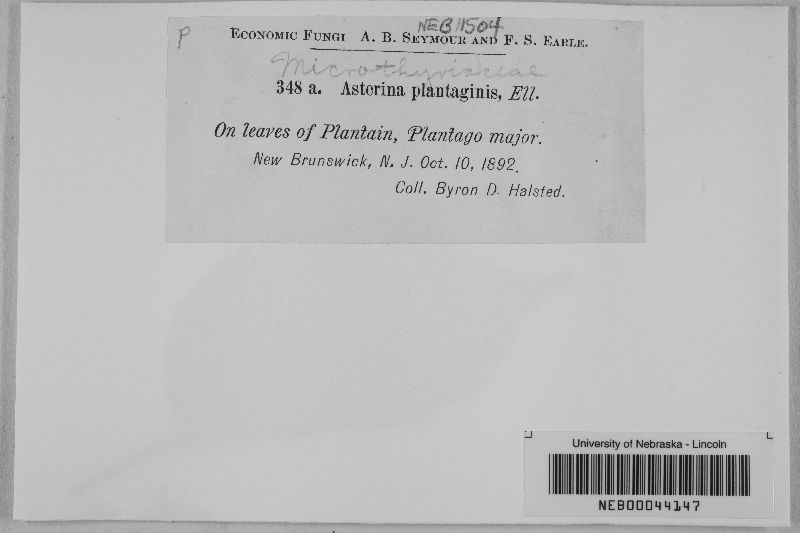 P
NEB 11504
ECONOMIC FUNGI A. B. SEYMOUR AND F. S. EARLE.
Microthyriaceae
348 a. Asterina plantaginis, Ell.
On leaves of Plantain, Plantago major.
New Brunswick, N. J. Oct. 10, 1892.
Coll. Byron D. Halsted.
University of Nebraska - Lincoln
NEB00044147